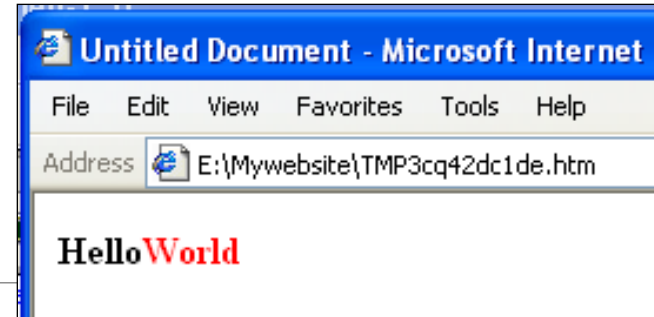 Untitled Document - Microsoft Internet
File Edit View Favorites Tools Help
Address E:\Mywebsite\TMP3cq42dc1de.htm
HelloWorld